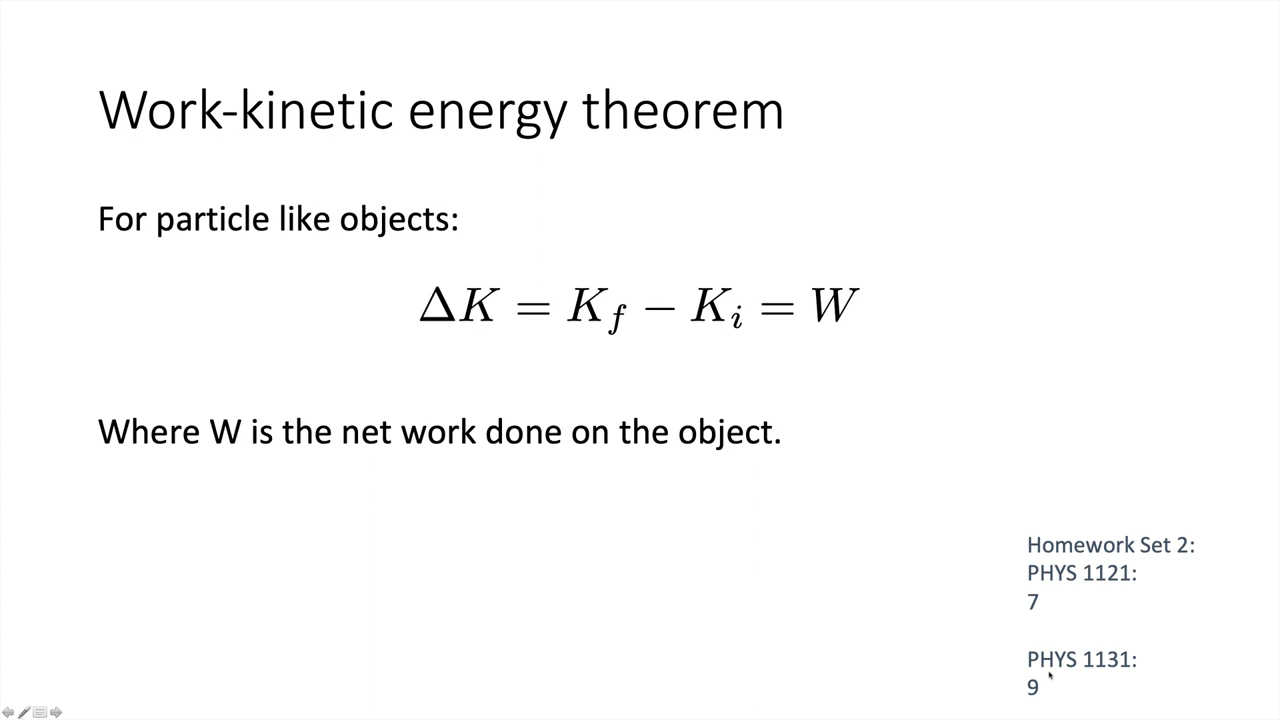 Work-kinetic energy theorem
For particle like objects:
ΔK = K_f − K_i = W
Where W is the net work done on the object.
Homework Set 2:
PHYS 1121:
7
PHYS 1131:
9